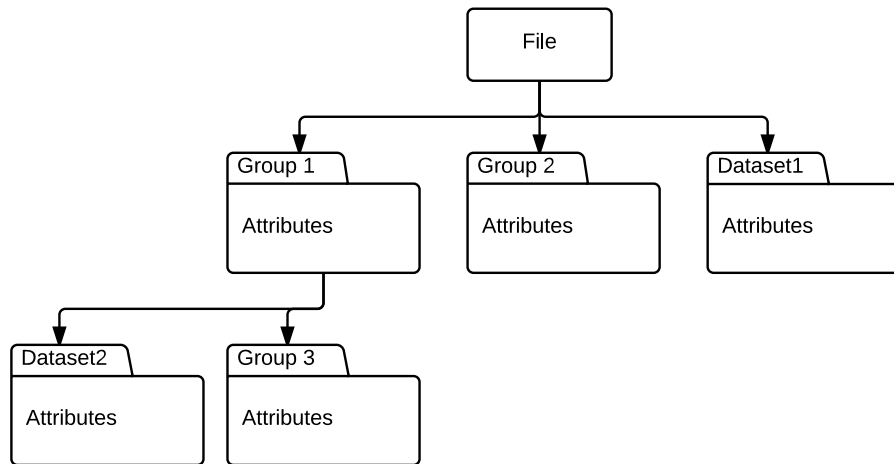 File
Group 1
Attributes
Group 2
Attributes
Dataset1
Attributes
Dataset2
Attributes
Group 3
Attributes